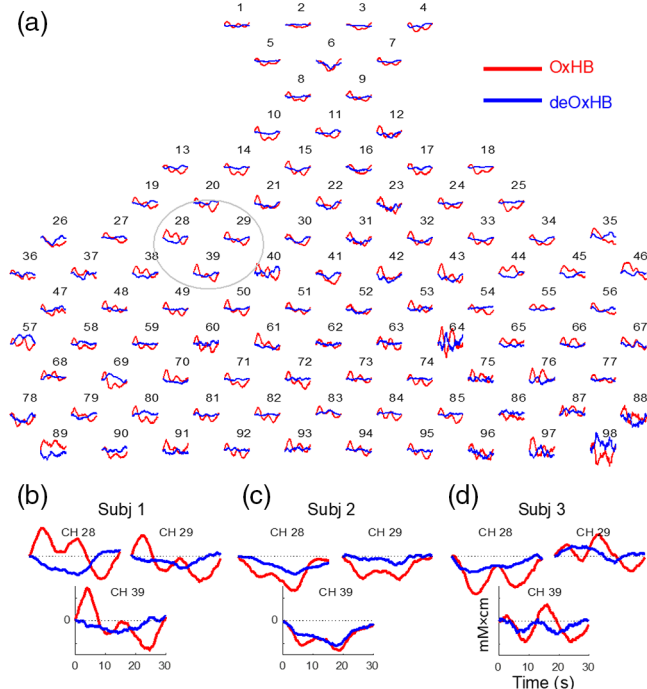 (a)
1 2 3 4
5 6 7
OxHB
8 9
deOxHB
10 11 12
13 14 15 16 17 18
19 20 21 22 23 24 25
26 27 28 29 30 31 32 33 34 35
36 37 38 39 40 41 42 43 44 45 46
47 48 49 50 51 52 53 54 55 56
57 58 59 60 61 62 63 64 65 66 67
68 69 70 71 72 73 74 75 76 77
78 79 80 81 82 83 84 85 86 87 88
89 90 91 92 93 94 95 96 97 98
(b) (c) (d)
Subj 1 Subj 2 Subj 3
CH 28 CH 29 CH 28 CH 29 CH 28 CH 29
CH 39 CH 39 CH 39
0 0 mM×cm
0 10 20 30 0 10 20 30 0 10 20 30
Time (s)